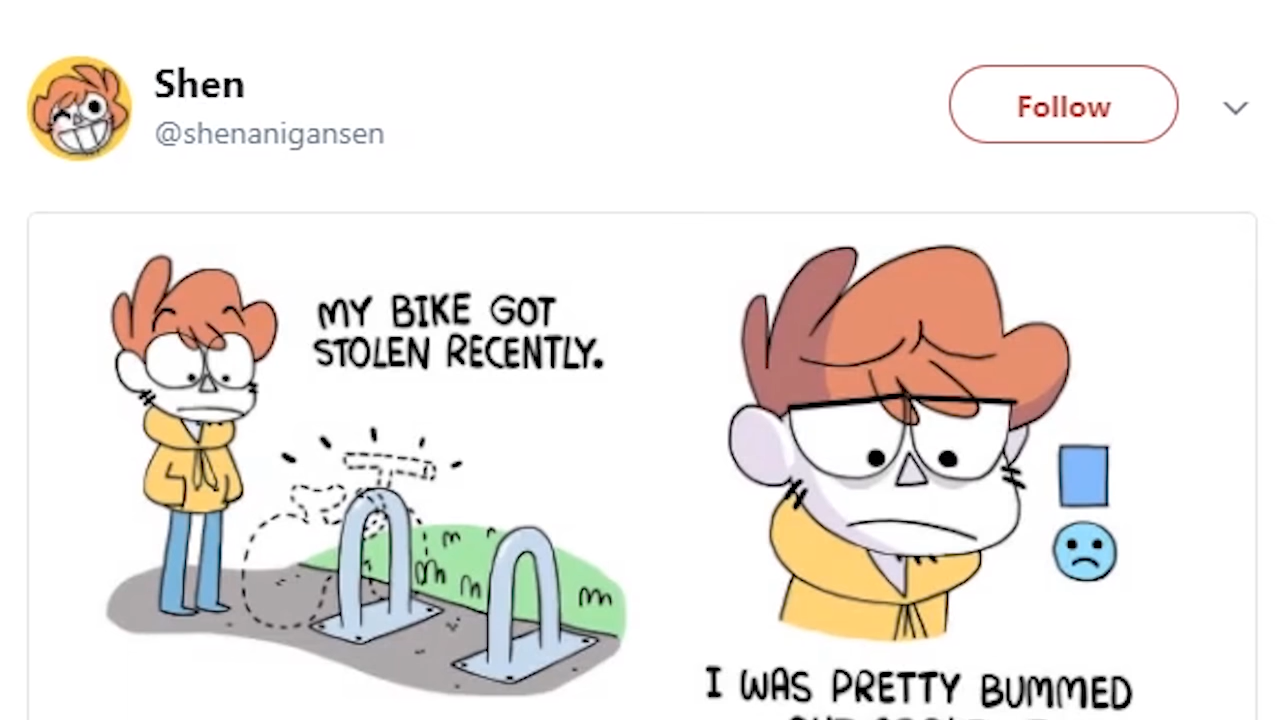 Shen
@shenanigansen
Follow
MY BIKE GOT
STOLEN RECENTLY.
I WAS PRETTY BUMMED